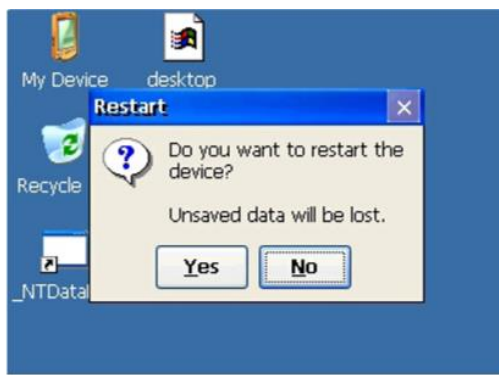 My Device
desktop
Restart
Recycle
Do you want to restart the
device?
Unsaved data will be lost.
Yes
No
_NTData